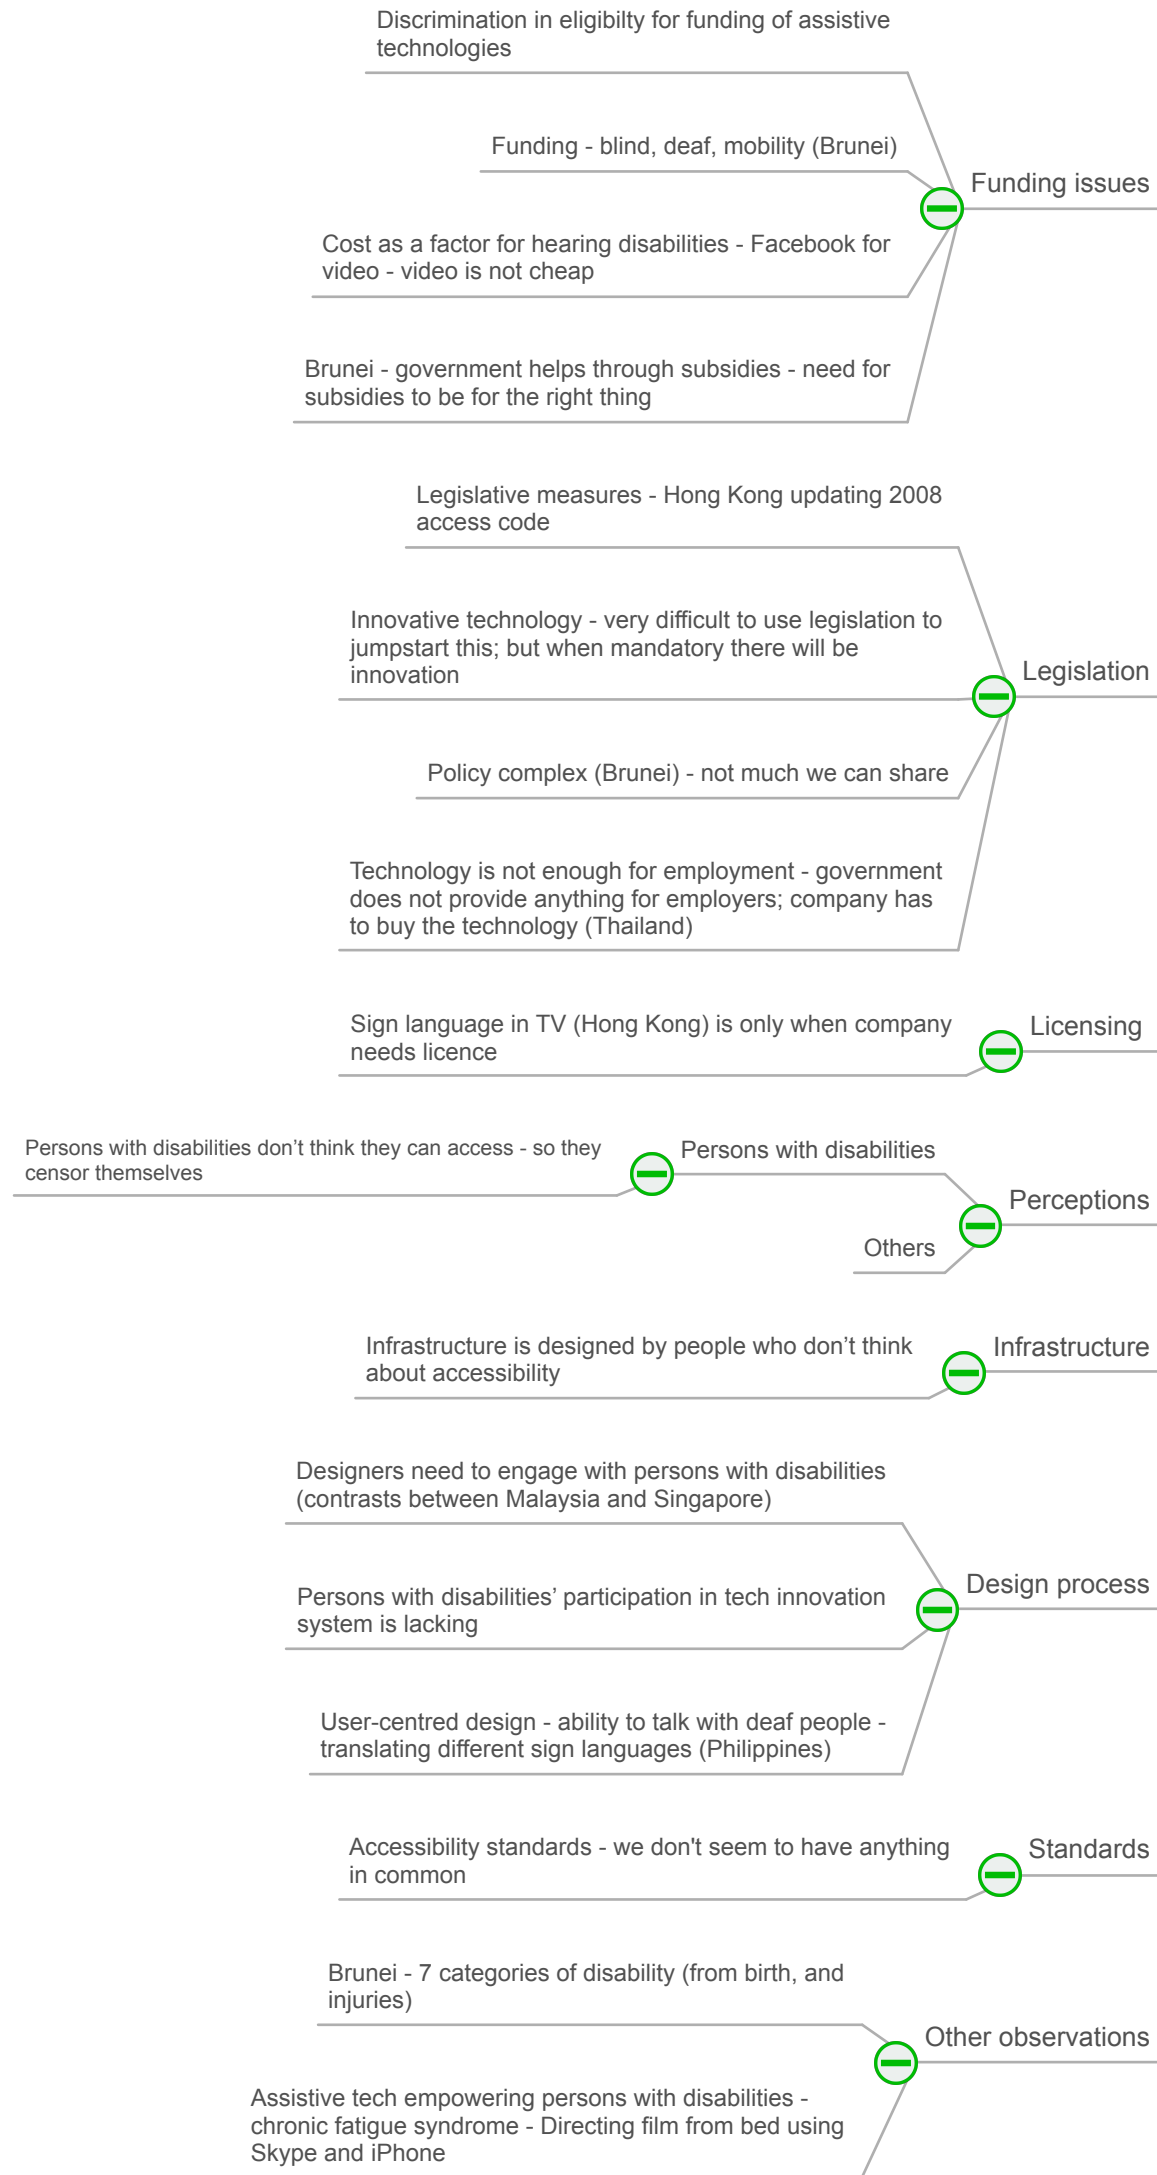 Discrimination in eligibilty for funding of assistive
technologies
Funding - blind, deaf, mobility (Brunei)
Funding issues
Cost as a factor for hearing disabilities - Facebook for
video - video is not cheap
Brunei - government helps through subsidies - need for
subsidies to be for the right thing
Legislative measures - Hong Kong updating 2008
access code
Innovative technology - very difficult to use legislation to
jumpstart this; but when mandatory there will be
innovation
Legislation
Policy complex (Brunei) - not much we can share
Technology is not enough for employment - government
does not provide anything for employers; company has
to buy the technology (Thailand)
Sign language in TV (Hong Kong) is only when company
needs licence
Licensing
Persons with disabilities don’t think they can access - so they
censor themselves
Persons with disabilities
Perceptions
Others
Infrastructure is designed by people who don’t think
about accessibility
Infrastructure
Designers need to engage with persons with disabilities
(contrasts between Malaysia and Singapore)
Design process
Persons with disabilities’ participation in tech innovation
system is lacking
User-centred design - ability to talk with deaf people -
translating different sign languages (Philippines)
Accessibility standards - we don't seem to have anything
in common
Standards
Brunei - 7 categories of disability (from birth, and
injuries)
Other observations
Assistive tech empowering persons with disabilities -
chronic fatigue syndrome - Directing film from bed using
Skype and iPhone